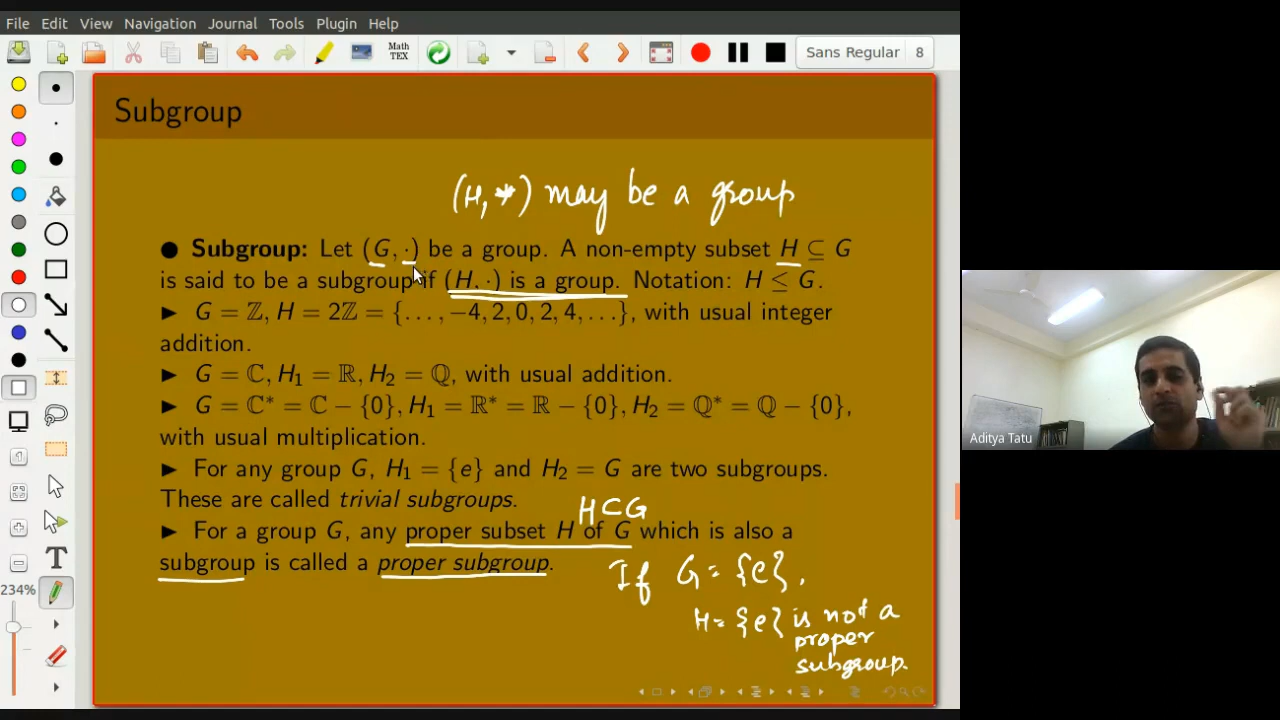 File Edit View Navigation Journal Tools Plugin Help
Math TEX
Sans Regular 8
Subgroup
(H, *) may be a group
● Subgroup: Let (G, ·) be a group. A non-empty subset H ⊆ G
is said to be a subgroup if (H, ·) is a group. Notation: H ≤ G.
► G = ℤ, H = 2ℤ = {. . . , −4, 2, 0, 2, 4, . . .}, with usual integer
addition.
► G = ℂ, H₁ = ℝ, H₂ = ℚ, with usual addition.
► G = ℂ* = ℂ − {0}, H₁ = ℝ* = ℝ − {0}, H₂ = ℚ* = ℚ − {0},
with usual multiplication.
► For any group G, H₁ = {e} and H₂ = G are two subgroups.
These are called trivial subgroups.
H ⊂ G
► For a group G, any proper subset H of G which is also a
subgroup is called a proper subgroup.
If G = {e},
H = {e} is not a
proper
subgroup.
234%
Aditya Tatu